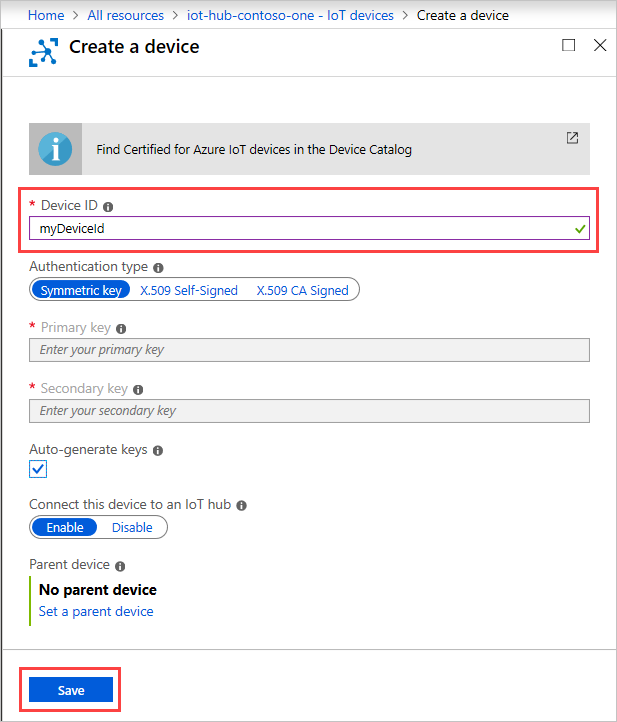 Home > All resources > iot-hub-contoso-one - IoT devices > Create a device
Create a device
Find Certified for Azure IoT devices in the Device Catalog
* Device ID
myDeviceId
Authentication type
Symmetric key X.509 Self-Signed X.509 CA Signed
* Primary key
Enter your primary key
* Secondary key
Enter your secondary key
Auto-generate keys
Connect this device to an IoT hub
Enable Disable
Parent device
No parent device
Set a parent device
Save